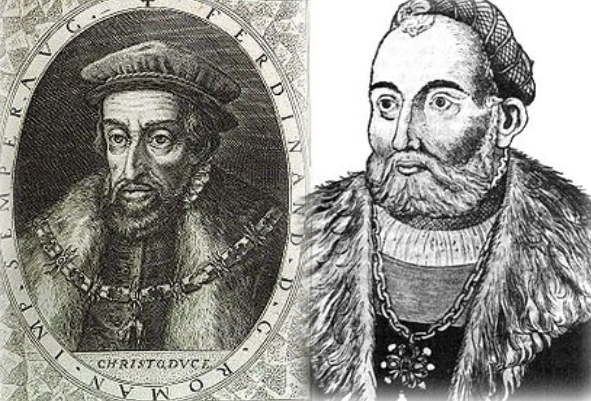 ✝ FERDINAND. D. G. ROMAN. IMP. SEMPER AVG.
CHRISTO DVCE